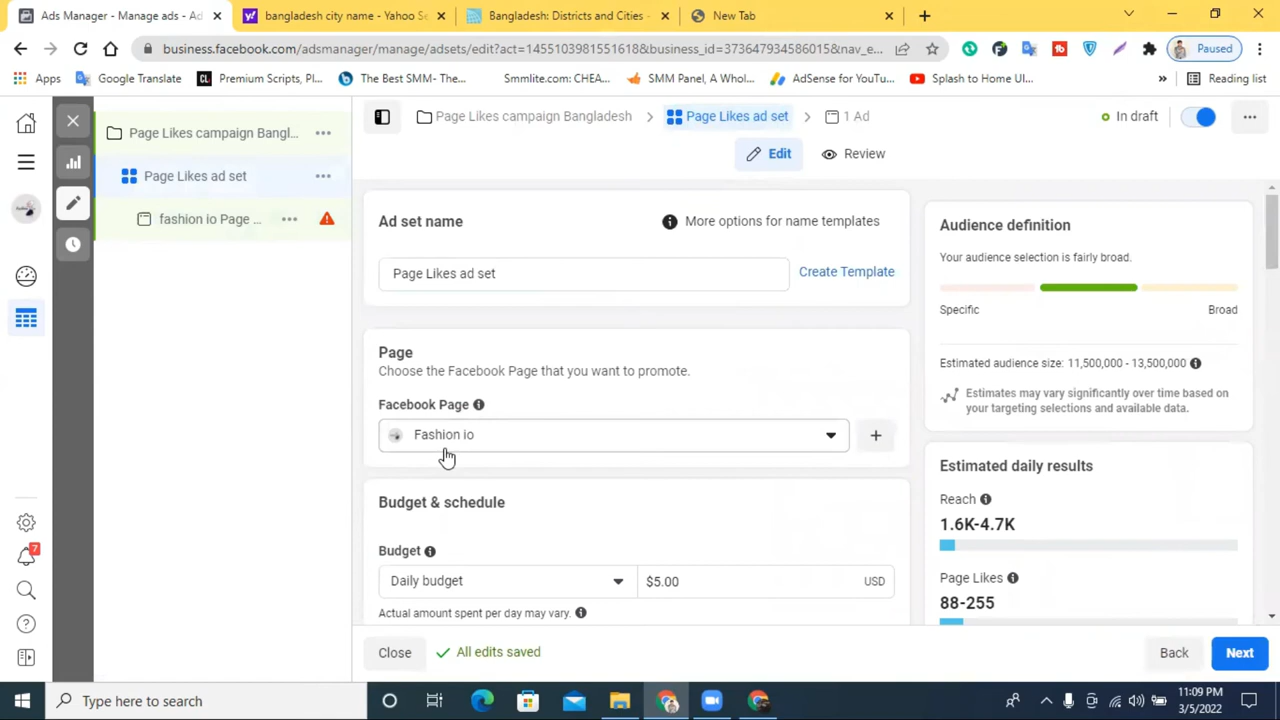 Ads Manager - Manage ads - Ad
bangladesh city name - Yahoo Se
Bangladesh: Districts and Cities -
New Tab
business.facebook.com/adsmanager/manage/adsets/edit?act=1455103981551618&business_id=373647934586015&nav_e...
Paused
Apps
Google Translate
CL
Premium Scripts, Pl...
The Best SMM- The...
Smmlite.com: CHEA...
SMM Panel, A Whol...
AdSense for YouTu...
Splash to Home UI...
»
Reading list
Page Likes campaign Bangl...
Page Likes ad set
fashion io Page ...
7
Page Likes campaign Bangladesh
Page Likes ad set
1 Ad
In draft
Edit
Review
Ad set name
More options for name templates
Page Likes ad set
Create Template
Page
Choose the Facebook Page that you want to promote.
Facebook Page
Fashion io
Budget & schedule
Budget
Daily budget
$5.00
USD
Actual amount spent per day may vary.
Audience definition
Your audience selection is fairly broad.
Specific
Broad
Estimated audience size: 11,500,000 - 13,500,000
Estimates may vary significantly over time based on
your targeting selections and available data.
Estimated daily results
Reach
1.6K-4.7K
Page Likes
88-255
Close
All edits saved
Back
Next
Type here to search
11:09 PM
3/5/2022